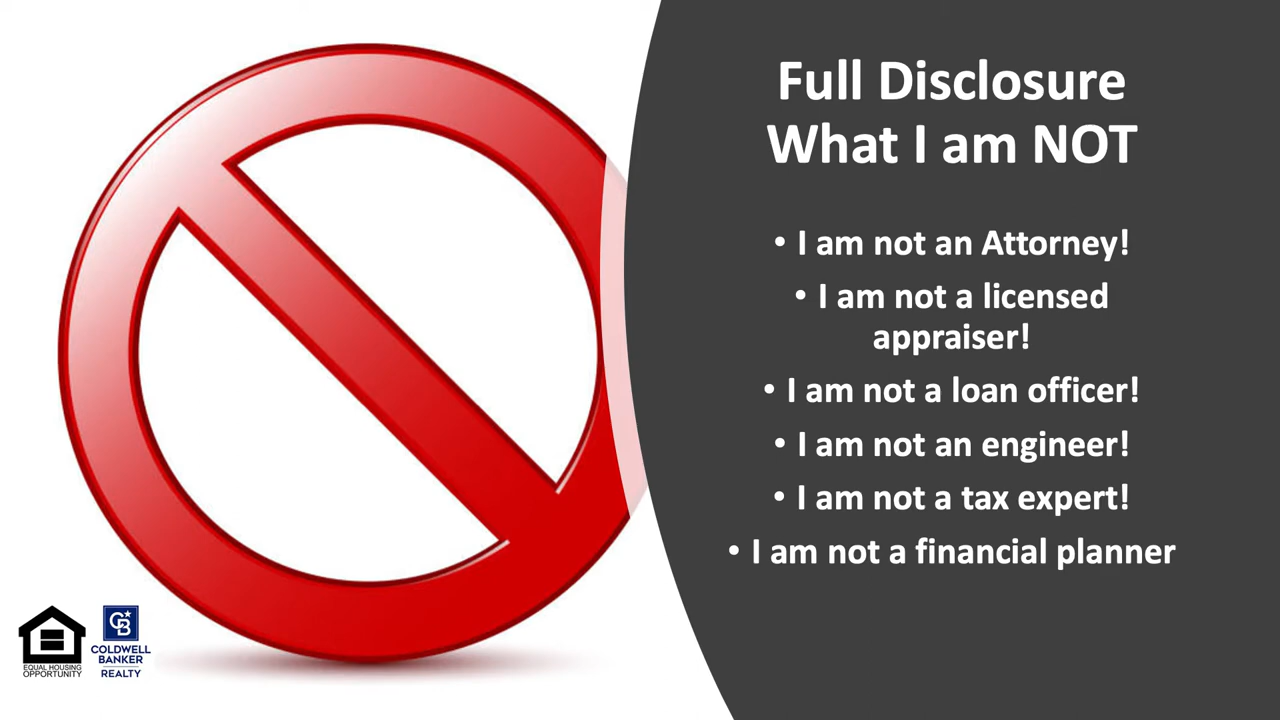 Full Disclosure
What I am NOT
• I am not an Attorney!
• I am not a licensed
appraiser!
• I am not a loan officer!
• I am not an engineer!
• I am not a tax expert!
• I am not a financial planner
EQUAL HOUSING
OPPORTUNITY
CB
COLDWELL
BANKER
REALTY